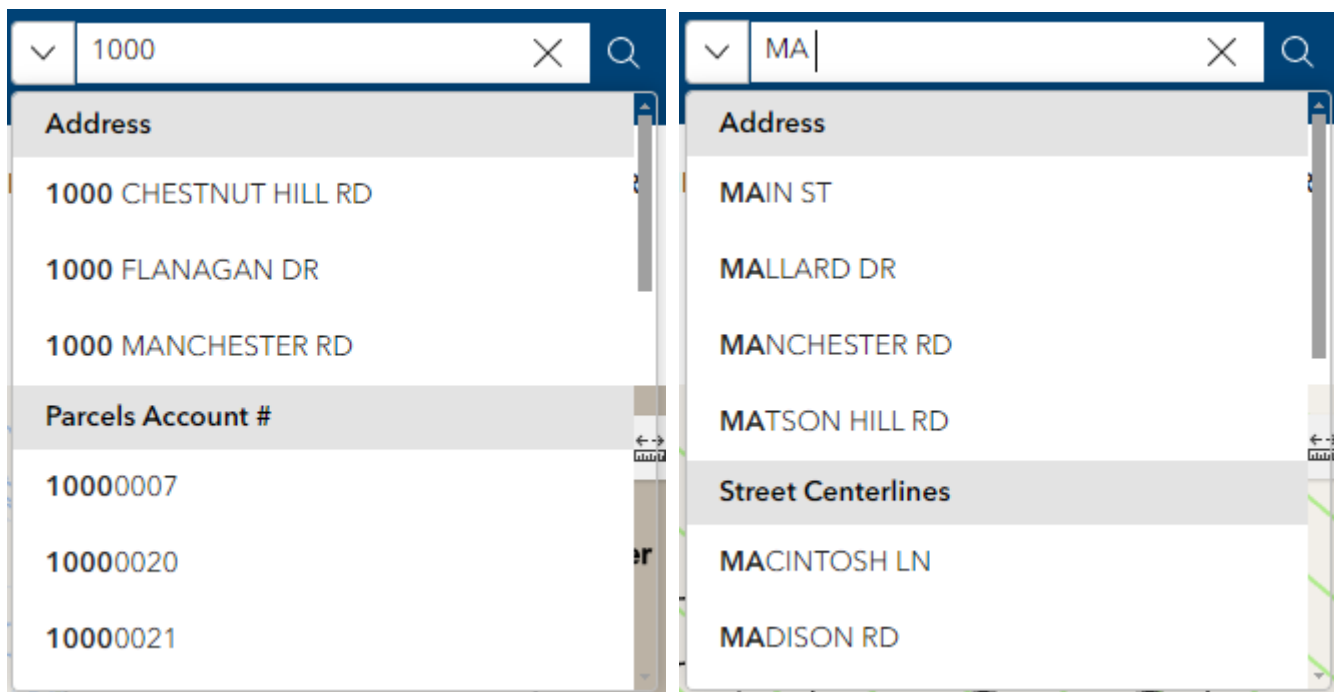 1000
Address
1000 CHESTNUT HILL RD
1000 FLANAGAN DR
1000 MANCHESTER RD
Parcels Account #
10000007
10000020
10000021
er
MA
Address
MAIN ST
MALLARD DR
MANCHESTER RD
MATSON HILL RD
Street Centerlines
MACINTOSH LN
MADISON RD